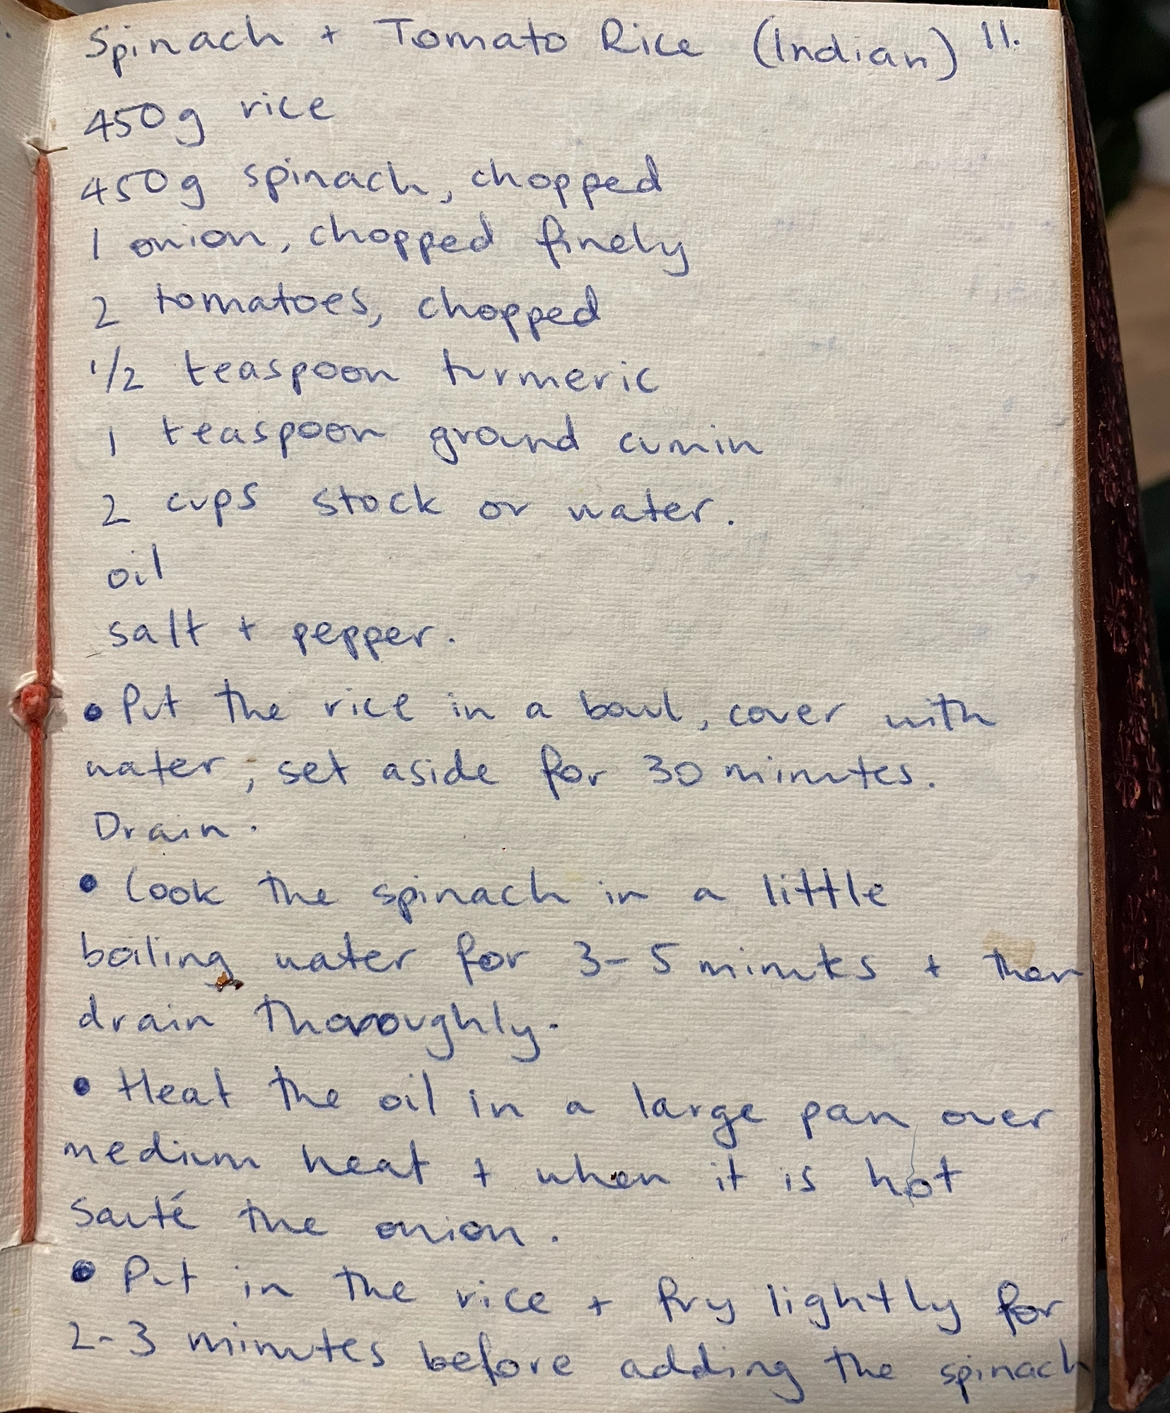 Spinach + Tomato Rice (Indian) 11.
450g rice
450g spinach, chopped
1 onion, chopped finely
2 tomatoes, chopped
1/2 teaspoon turmeric
1 teaspoon ground cumin
2 cups stock or water.
oil
salt + pepper.
• Put the rice in a bowl, cover with
water, set aside for 30 minutes.
Drain.
• Cook the spinach in a little
boiling water for 3-5 minutes + then
drain thoroughly.
• Heat the oil in a large pan over
medium heat + when it is hot
sauté the onion.
• Put in the rice + fry lightly for
2-3 minutes before adding the spinach